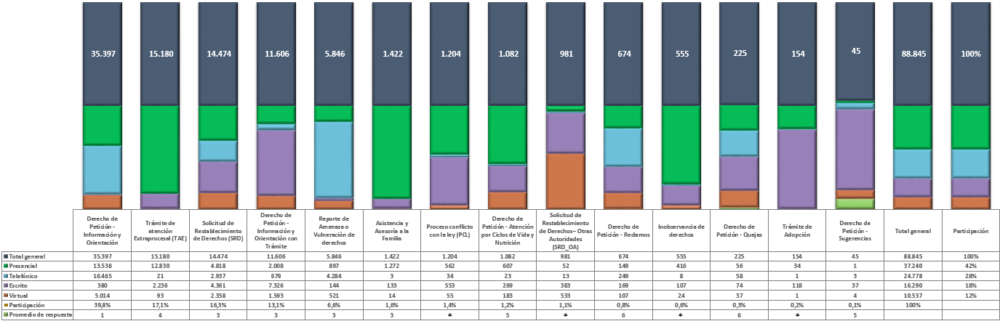 35.397 15.180 14.474 11.606 5.846 1.422 1.204 1.082 981 674 555 225 154 45 88.845 100%
Derecho de Petición - Información y Orientación
Trámite de atención Extraprocesal (TAE)
Solicitud de Restablecimiento de Derechos (SRD)
Derecho de Petición - Información y Orientación con Trámite
Reporte de Amenaza o Vulneración de derechos
Asistencia y Asesoría a la Familia
Proceso conflicto con la ley (PCL)
Derecho de Petición - Atención por Ciclos de Vida y Nutrición
Solicitud de Restablecimiento de Derechos– Otras Autoridades (SRD_OA)
Derecho de Petición - Reclamos
Inobservancia de derechos
Derecho de Petición - Quejas
Trámite de Adopción
Derecho de Petición - Sugerencias
Total general
Participación
Total general 35.397 15.180 14.474 11.606 5.846 1.422 1.204 1.082 981 674 555 225 154 45 88.845 100%
Presencial 13.538 12.830 4.818 2.008 897 1.272 562 607 52 149 416 56 34 1 37.240 42%
Telefónico 16.465 21 2.937 679 4.284 3 34 23 13 249 8 58 1 3 24.778 28%
Escrito 380 2.236 4.361 7.326 144 133 553 269 383 169 107 74 118 37 16.290 18%
Virtual 5.014 93 2.358 1.593 521 14 55 183 533 107 24 37 1 4 10.537 12%
Participación 39,8% 17,1% 16,3% 13,1% 6,6% 1,6% 1,4% 1,2% 1,1% 0,8% 0,6% 0,3% 0,2% 0,1% 100%
Promedio de respuesta 1 4 3 3 3 3 * 5 * 6 * 6 * 5